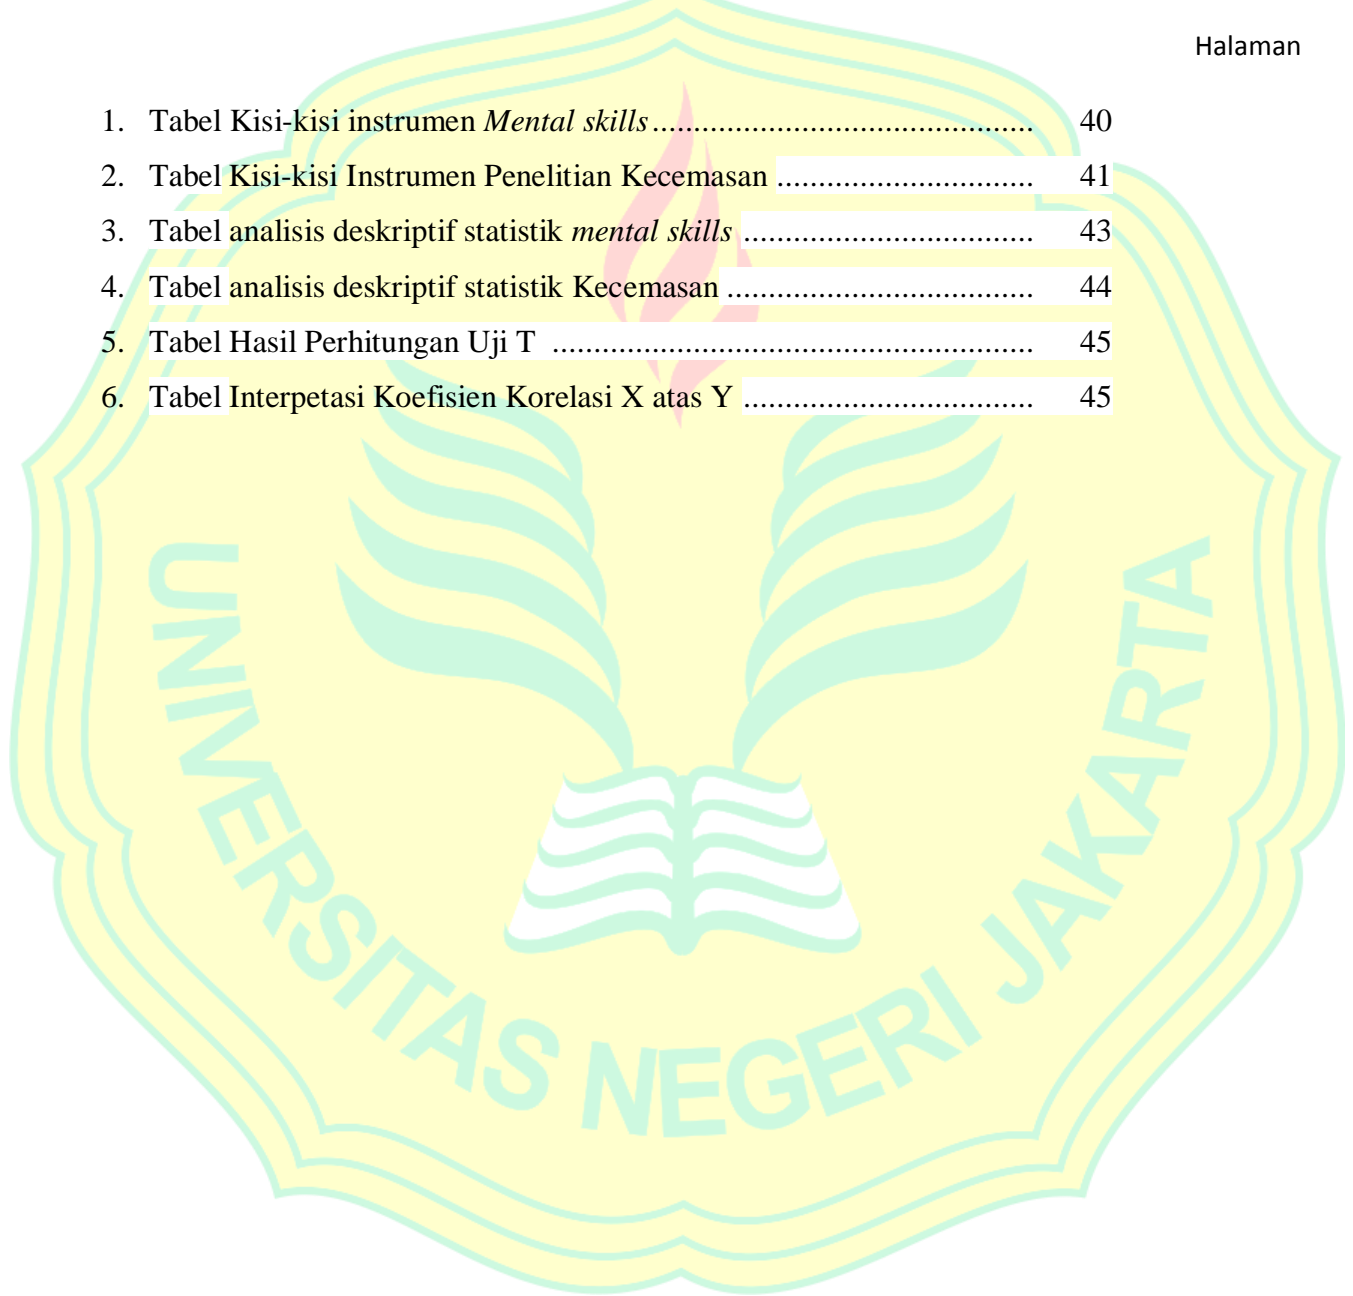 Halaman
1. Tabel Kisi-kisi instrumen Mental skills .............................................. 40
2. Tabel Kisi-kisi Instrumen Penelitian Kecemasan ............................... 41
3. Tabel analisis deskriptif statistik mental skills ................................... 43
4. Tabel analisis deskriptif statistik Kecemasan ..................................... 44
5. Tabel Hasil Perhitungan Uji T .......................................................... 45
6. Tabel Interpetasi Koefisien Korelasi X atas Y ................................... 45
UNIVERSITAS NEGERI JAKARTA